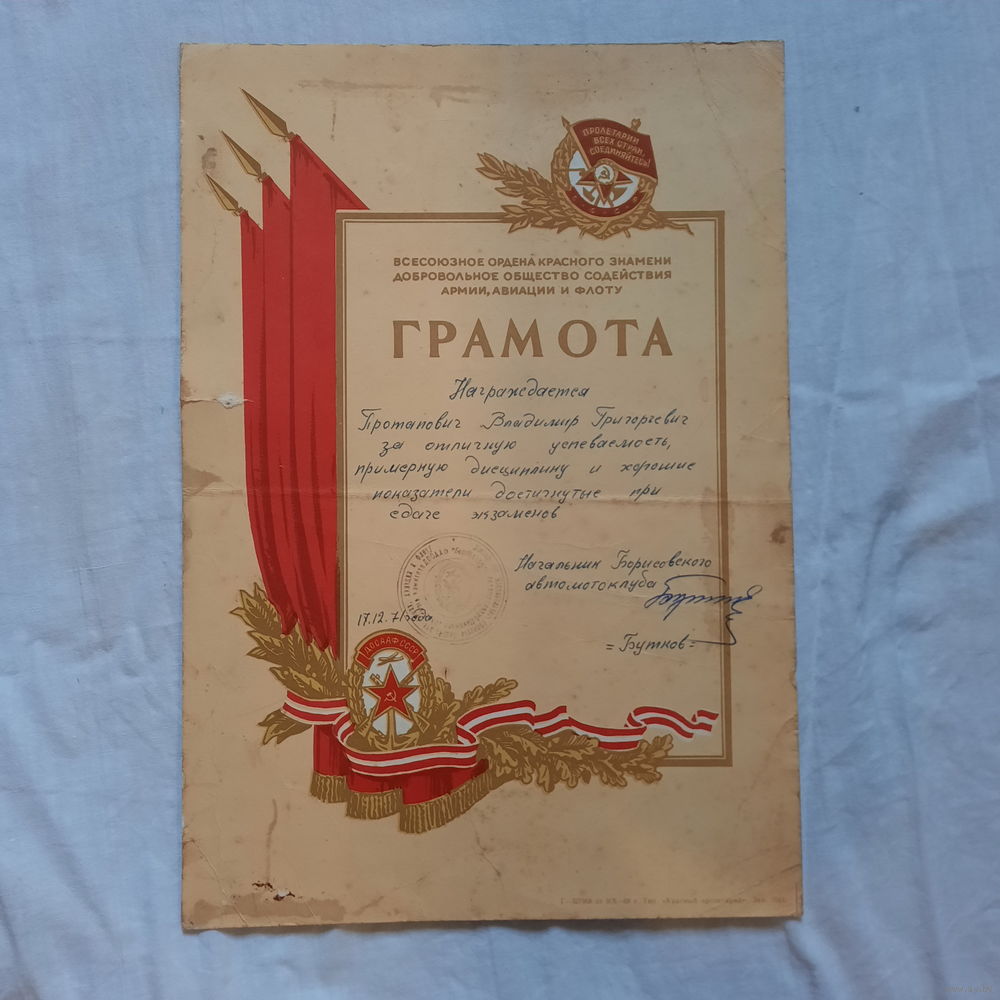 ПРОЛЕТАРИИ
ВСЕХ СТРАН,
СОЕДИНЯЙТЕСЬ!
ВСЕСОЮЗНОЕ ОРДЕНА КРАСНОГО ЗНАМЕНИ
ДОБРОВОЛЬНОЕ ОБЩЕСТВО СОДЕЙСТВИЯ
АРМИИ, АВИАЦИИ И ФЛОТУ
ГРАМОТА
Награждается
Протапович Владимир Григорьевич
за отличную успеваемость,
примерную дисциплину и хорошие
показатели достигнутые при
сдаче экзаменов
Начальник Борисовского
автомотоклуба
17.12.71года
=Бутков=
ДОСААФ СССР